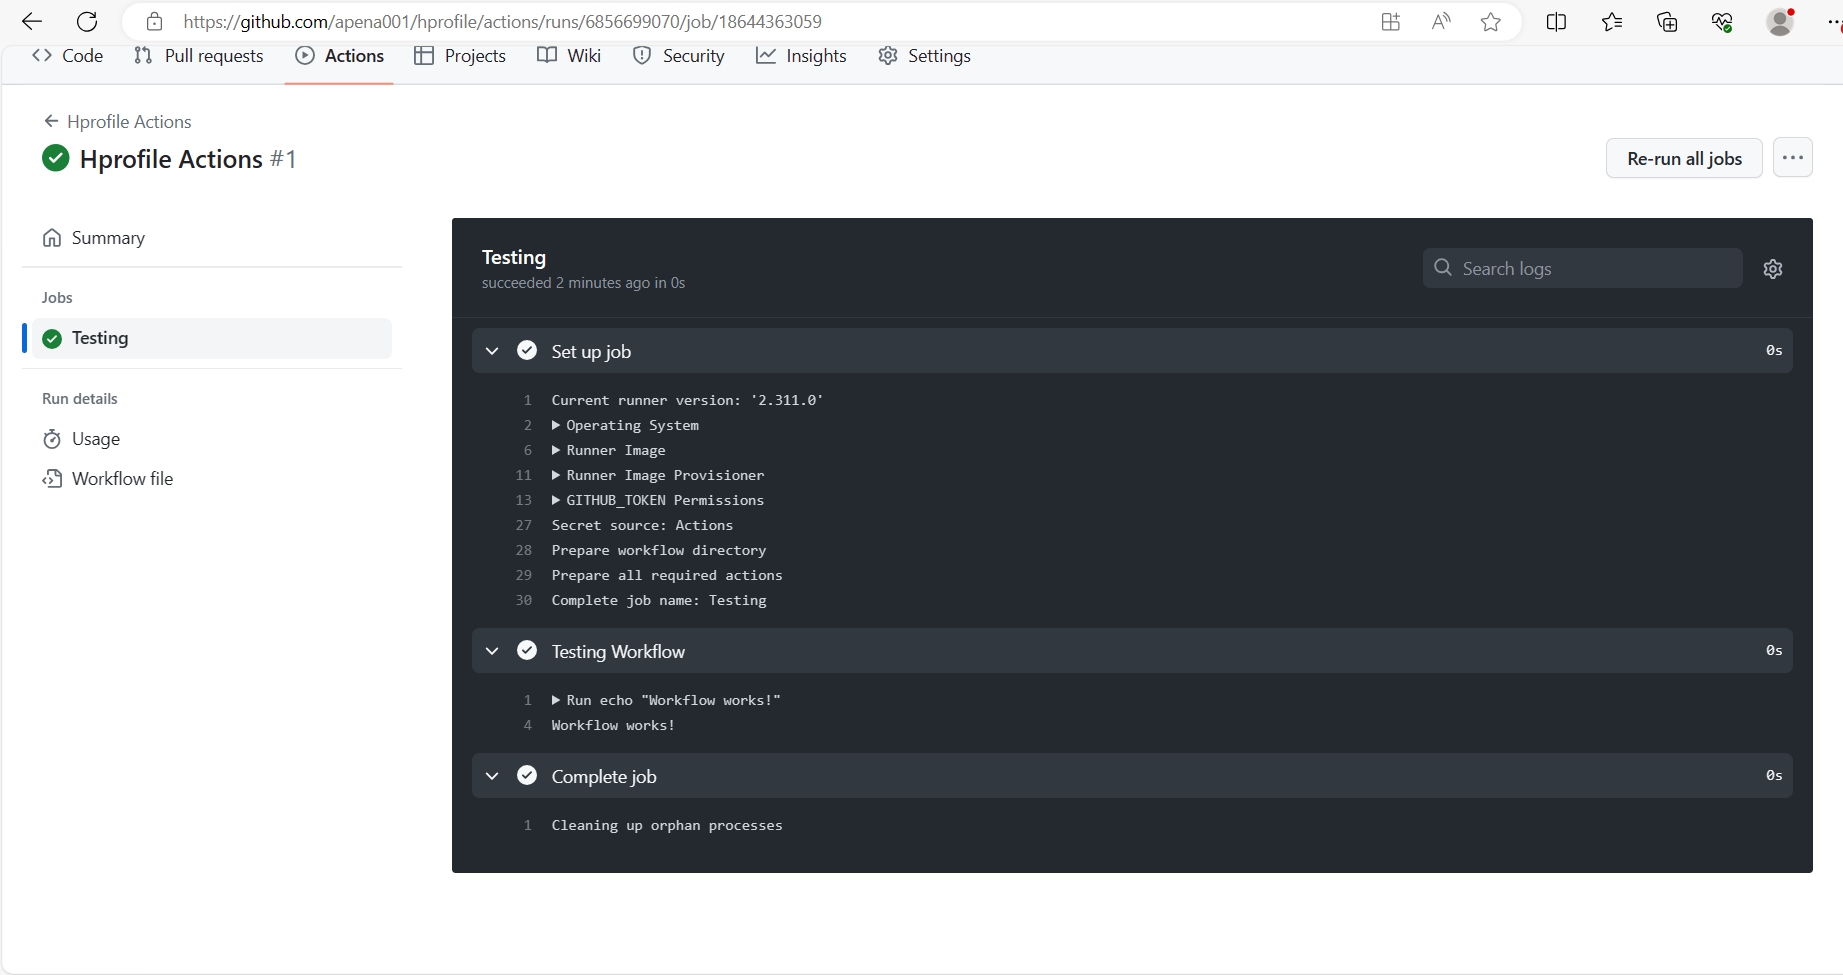 https://github.com/apena001/hprofile/actions/runs/6856699070/job/18644363059
Code Pull requests Actions Projects Wiki Security Insights Settings
Hprofile Actions
Hprofile Actions #1
Re-run all jobs
Summary
Jobs
Testing
Run details
Usage
Workflow file
Testing
succeeded 2 minutes ago in 0s
Search logs
Set up job 0s
1 Current runner version: '2.311.0'
2 Operating System
6 Runner Image
11 Runner Image Provisioner
13 GITHUB_TOKEN Permissions
27 Secret source: Actions
28 Prepare workflow directory
29 Prepare all required actions
30 Complete job name: Testing
Testing Workflow 0s
1 Run echo "Workflow works!"
4 Workflow works!
Complete job 0s
1 Cleaning up orphan processes